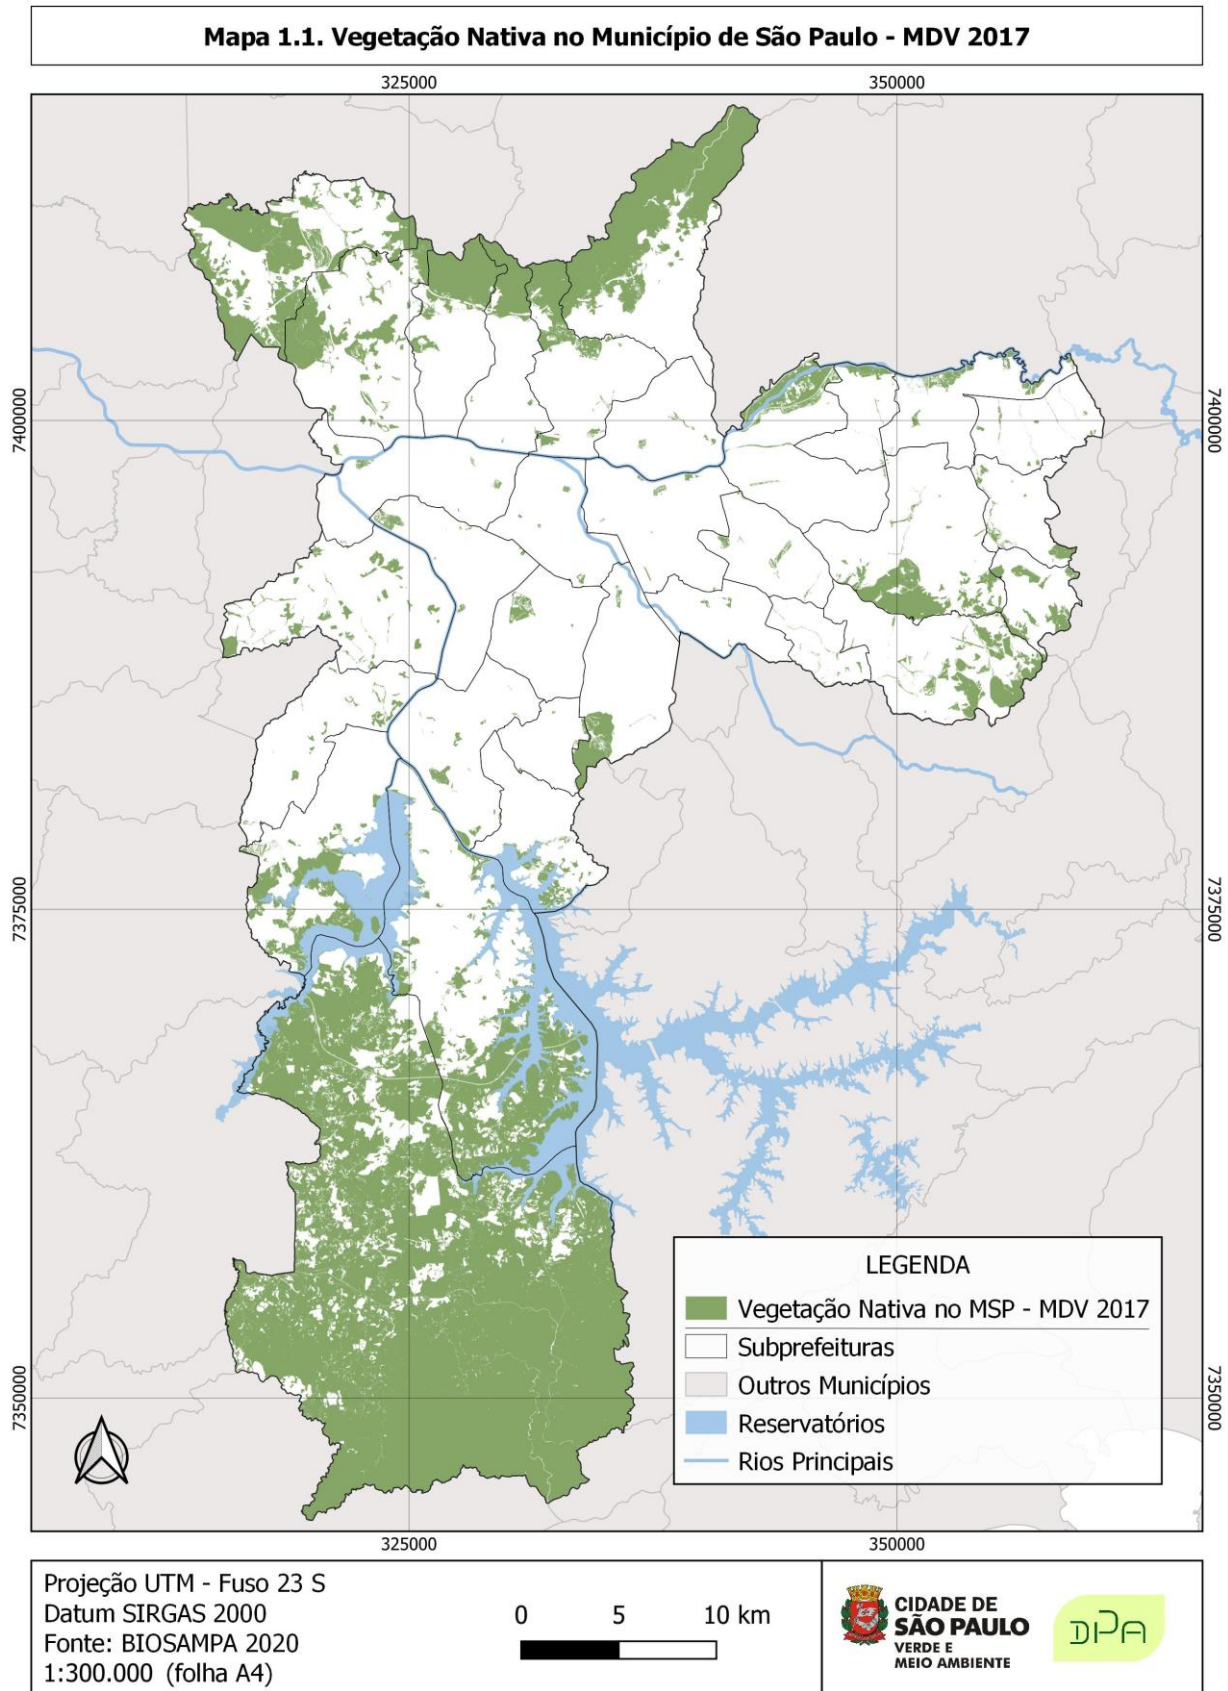 Mapa 1.1. Vegetação Nativa no Município de São Paulo - MDV 2017
325000
350000
7400000
7400000
7375000
7375000
7350000
7350000
LEGENDA
Vegetação Nativa no MSP - MDV 2017
Subprefeituras
Outros Municípios
Reservatórios
Rios Principais
325000
350000
Projeção UTM - Fuso 23 S
Datum SIRGAS 2000
Fonte: BIOSAMPA 2020
1:300.000 (folha A4)
0 5 10 km
CIDADE DE
SÃO PAULO
VERDE E
MEIO AMBIENTE
DPA